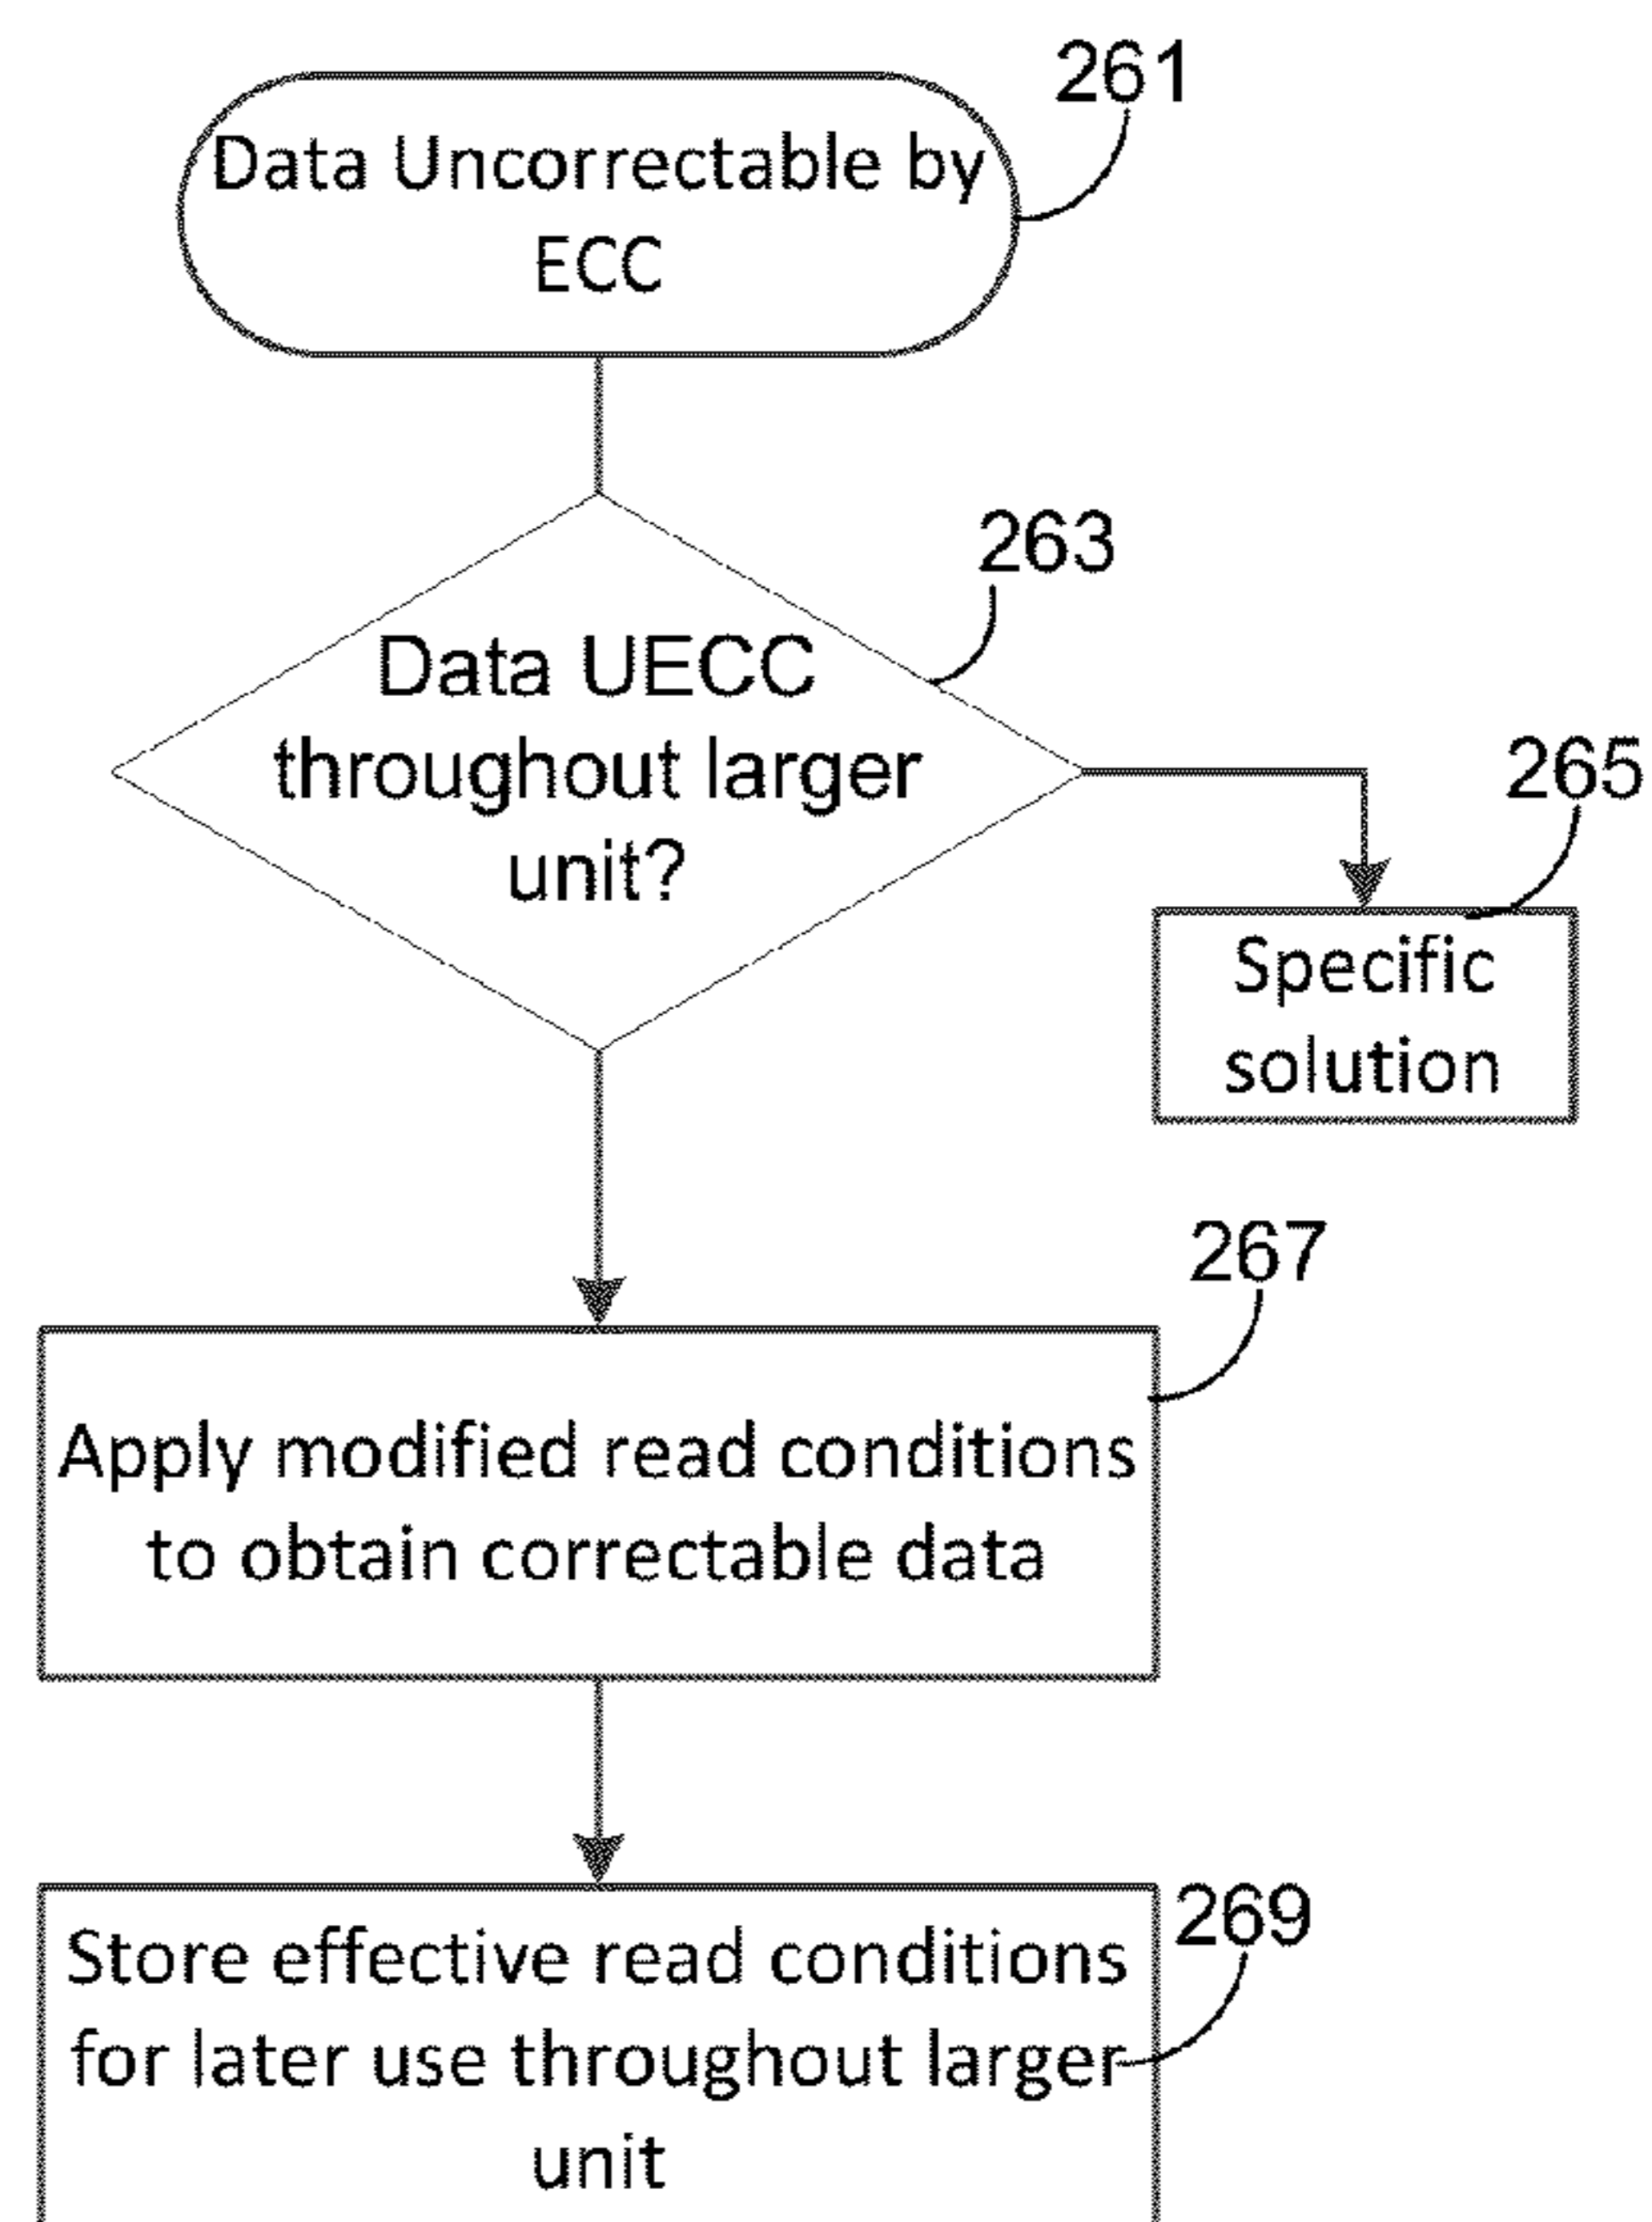 261
Data Uncorrectable by
ECC
263
Data UECC
throughout larger
unit?
265
Specific
solution
267
Apply modified read conditions
to obtain correctable data
269
Store effective read conditions
for later use throughout larger
unit